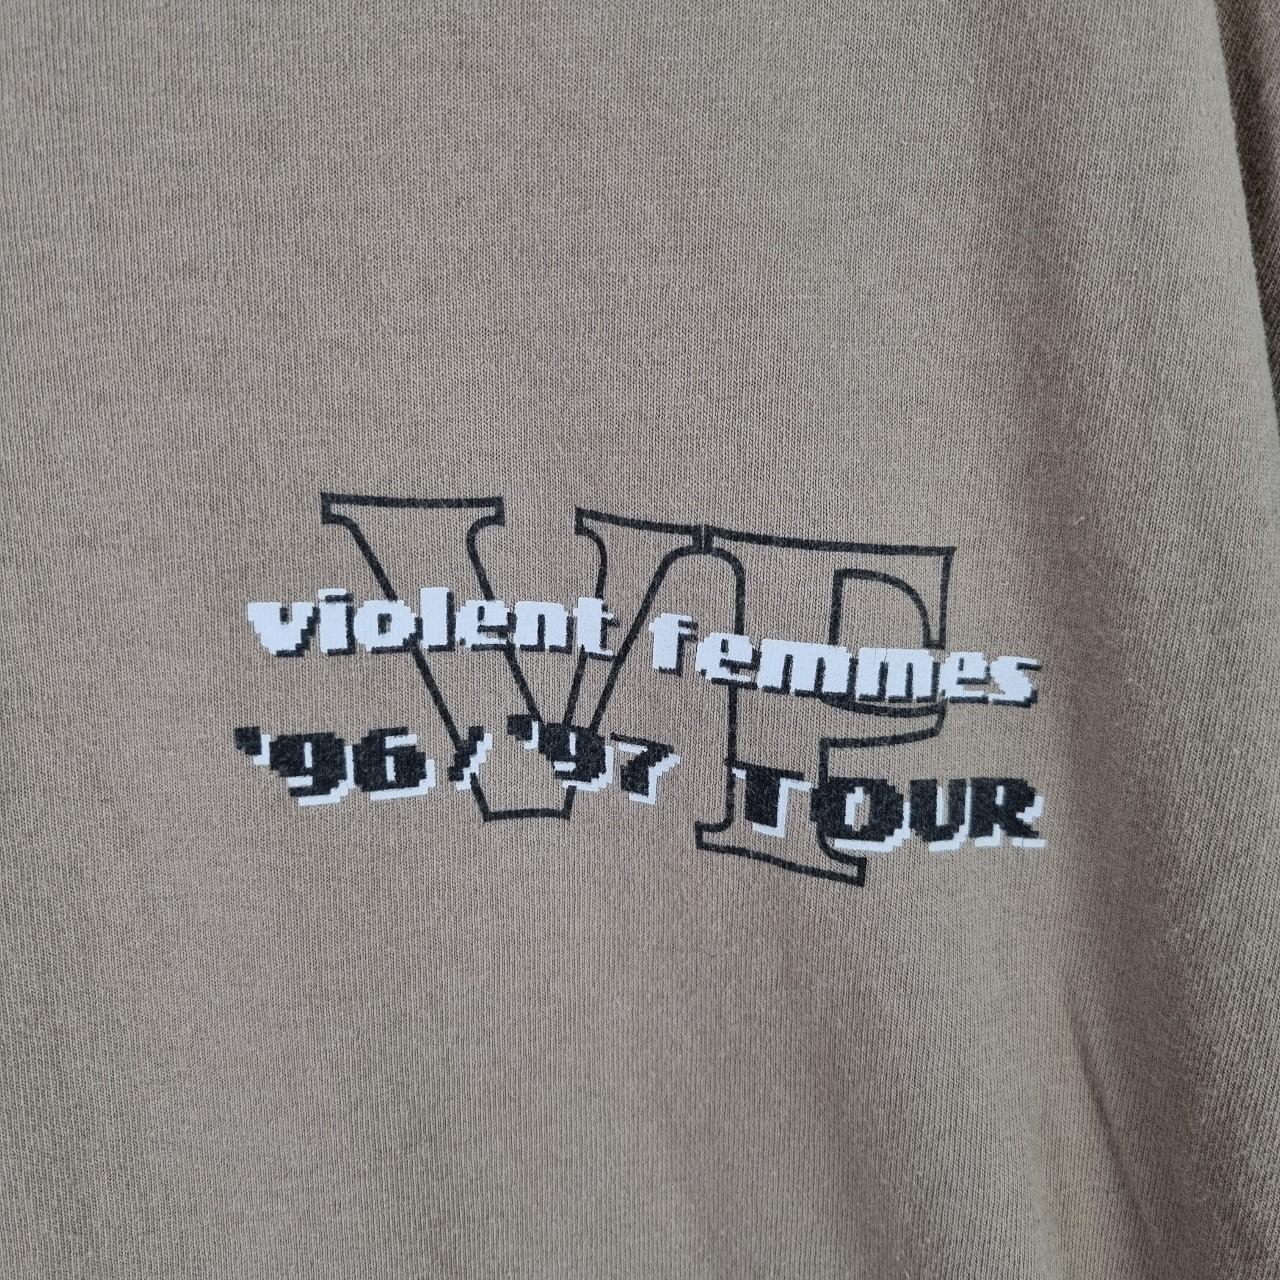 VF
violent femmes
'96 / '97 TOUR